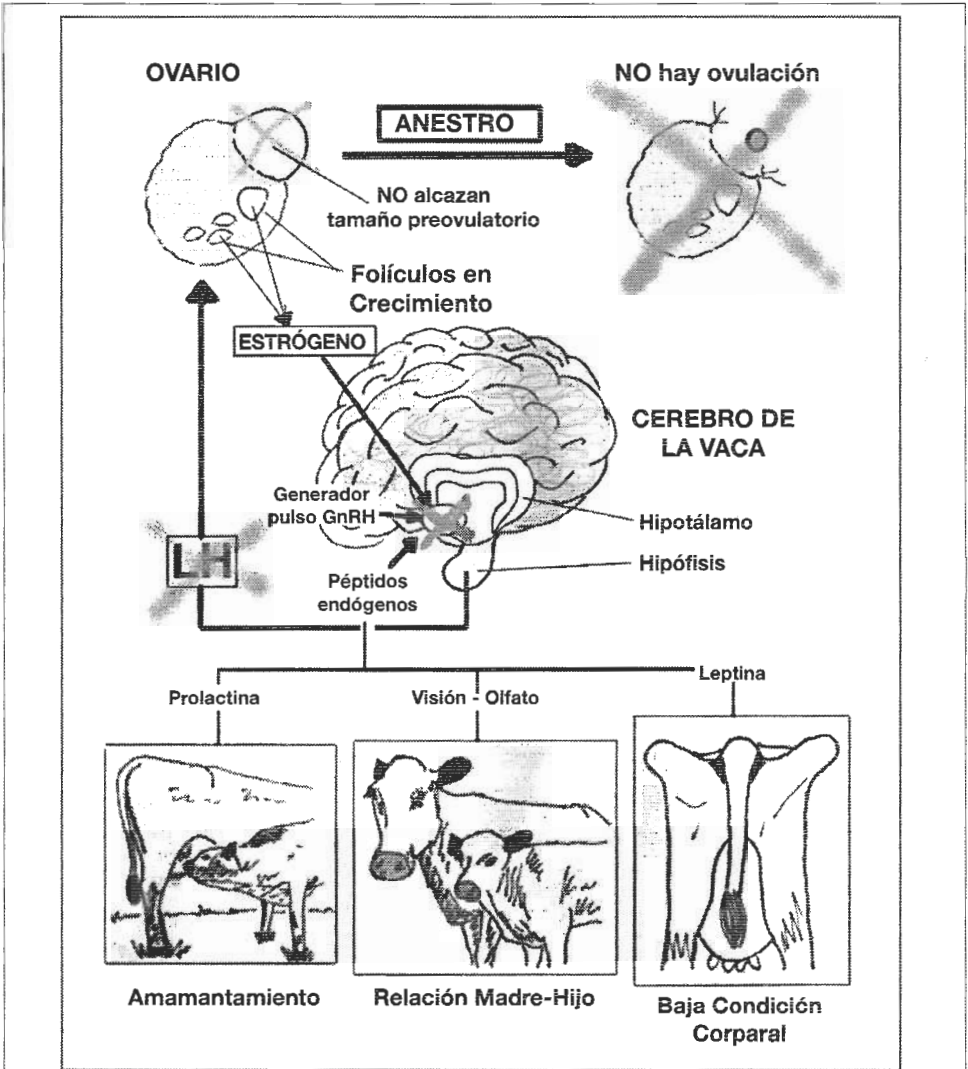 OVARIO
NO hay ovulación
ANESTRO
NO alcazan
tamaño preovulatorio
Folículos en
Crecimiento
ESTRÓGENO
CEREBRO DE
LA VACA
Generador
pulso GnRH
Hipotálamo
LH
Hipófisis
Péptidos
endógenos
Prolactina
Visión - Olfato
Leptina
Amamantamiento
Relación Madre-Hijo
Baja Condición
Corparal